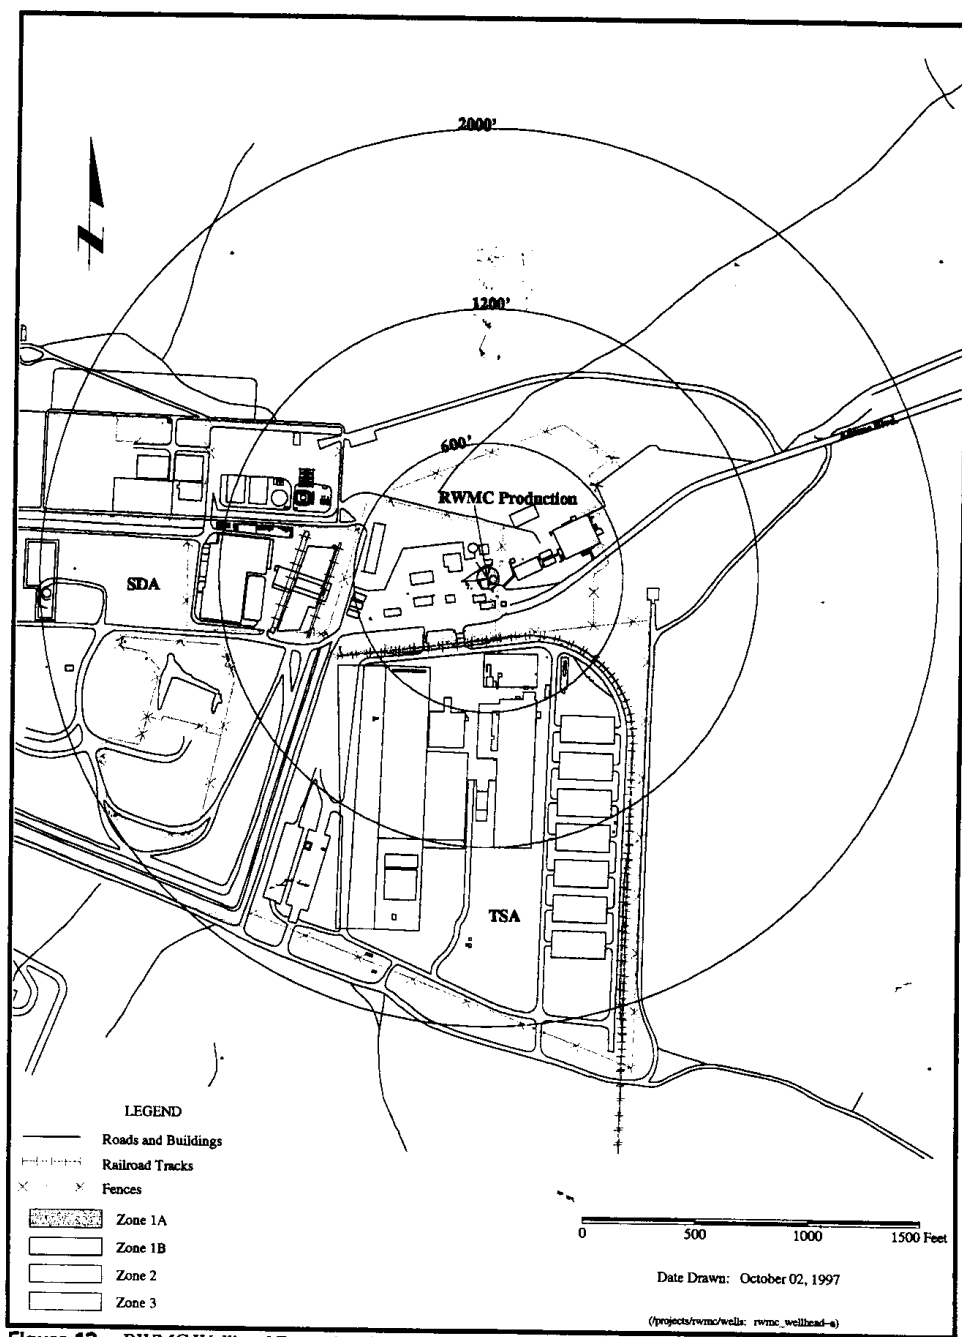 2000'
1200'
600'
RWMC Production
SDA
TSA
LEGEND
Roads and Buildings
Railroad Tracks
Fences
Zone 1A
Zone 1B
Zone 2
Zone 3
0 500 1000 1500 Feet
Date Drawn: October 02, 1997
(/projects/rwmc/wells: rwmc_wellhead-a)